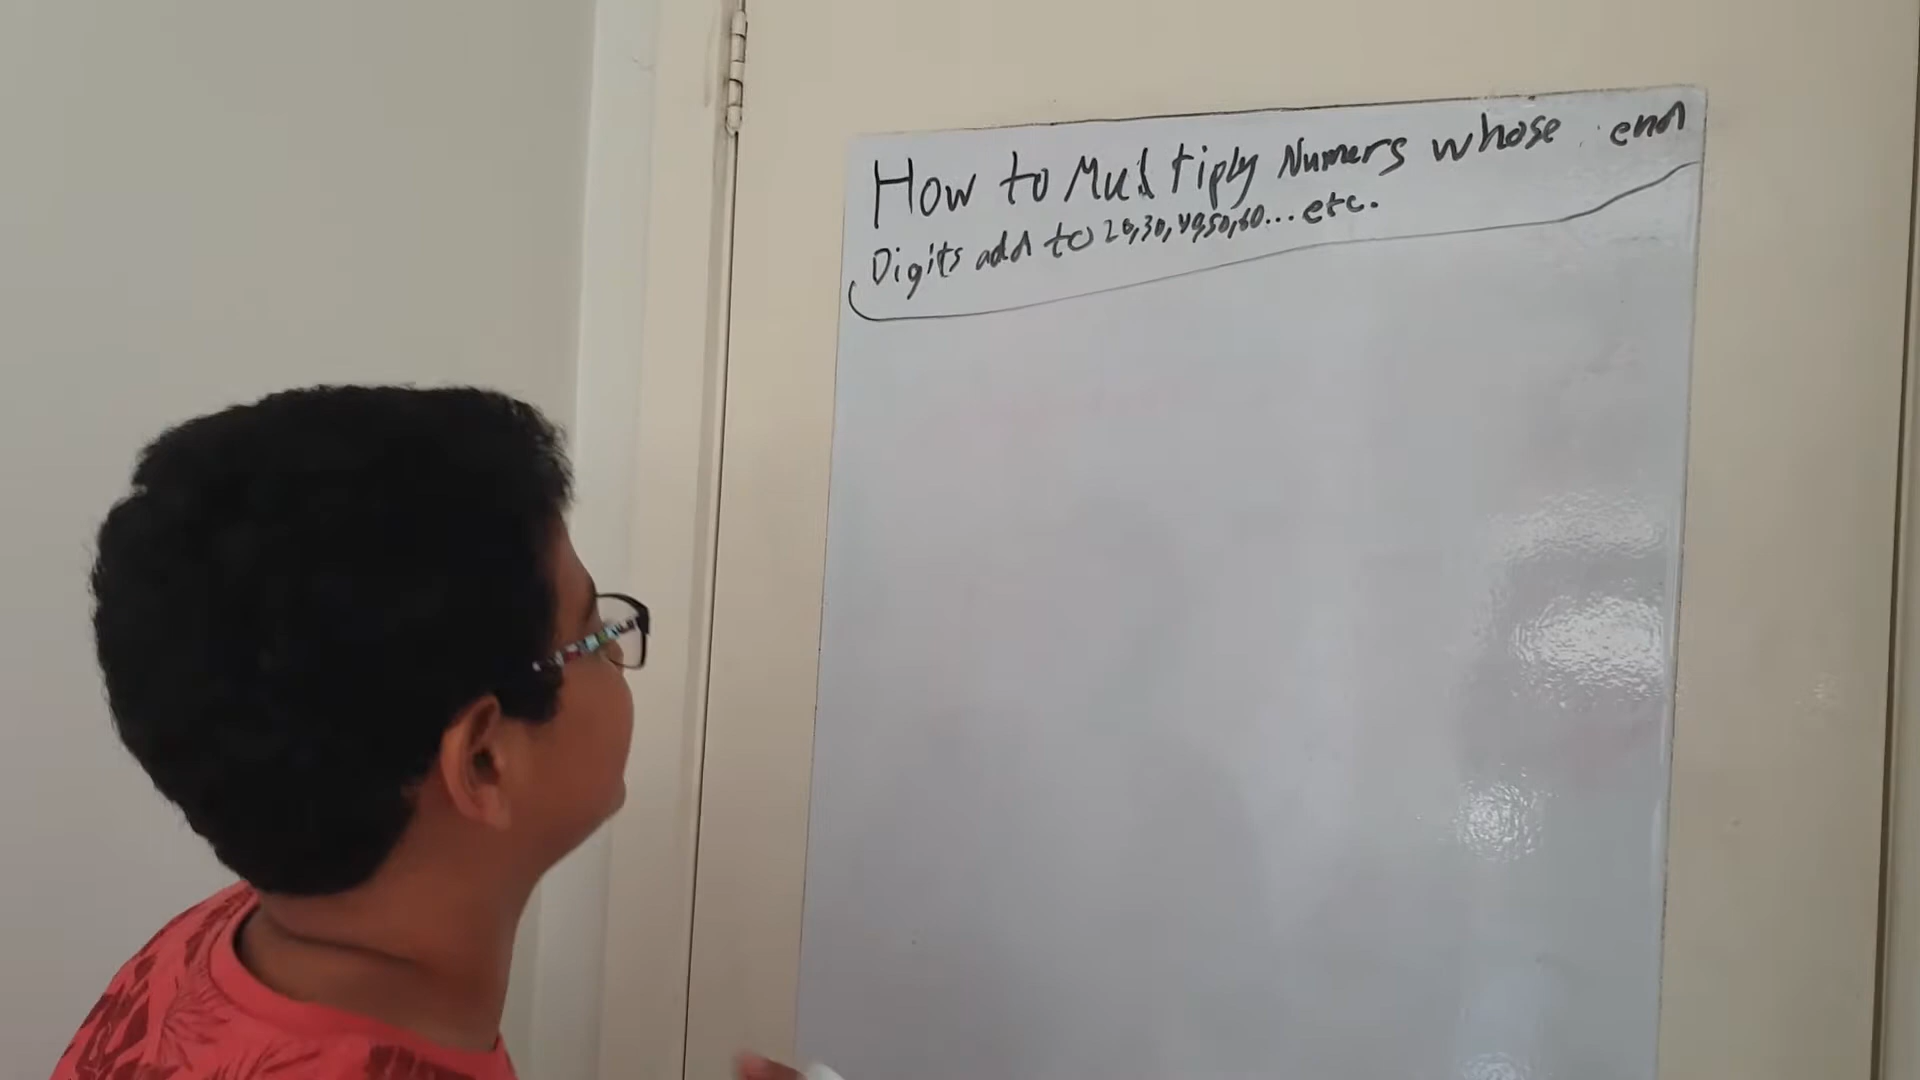 How to Multiply Numers whose end
Digits add to 20,30,40,50,60...etc.